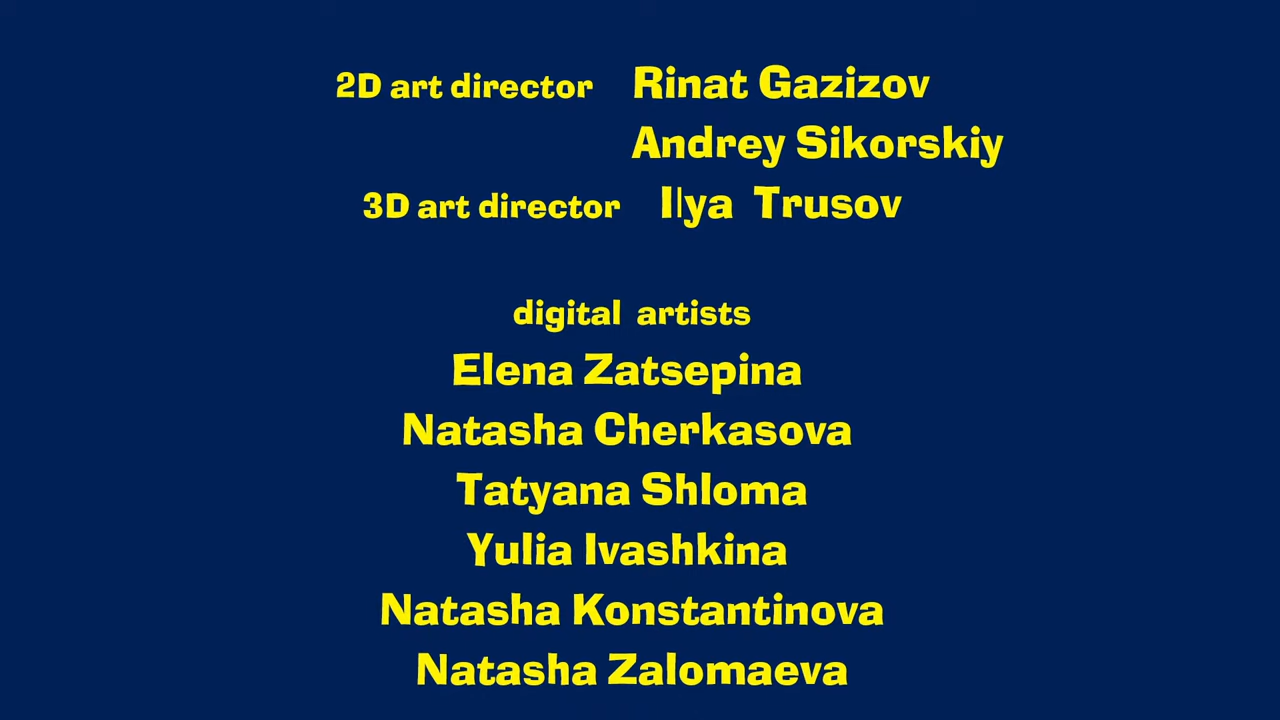 2D art director Rinat Gazizov
Andrey Sikorskiy
3D art director Ilya Trusov
digital artists
Elena Zatsepina
Natasha Cherkasova
Tatyana Shloma
Yulia Ivashkina
Natasha Konstantinova
Natasha Zalomaeva